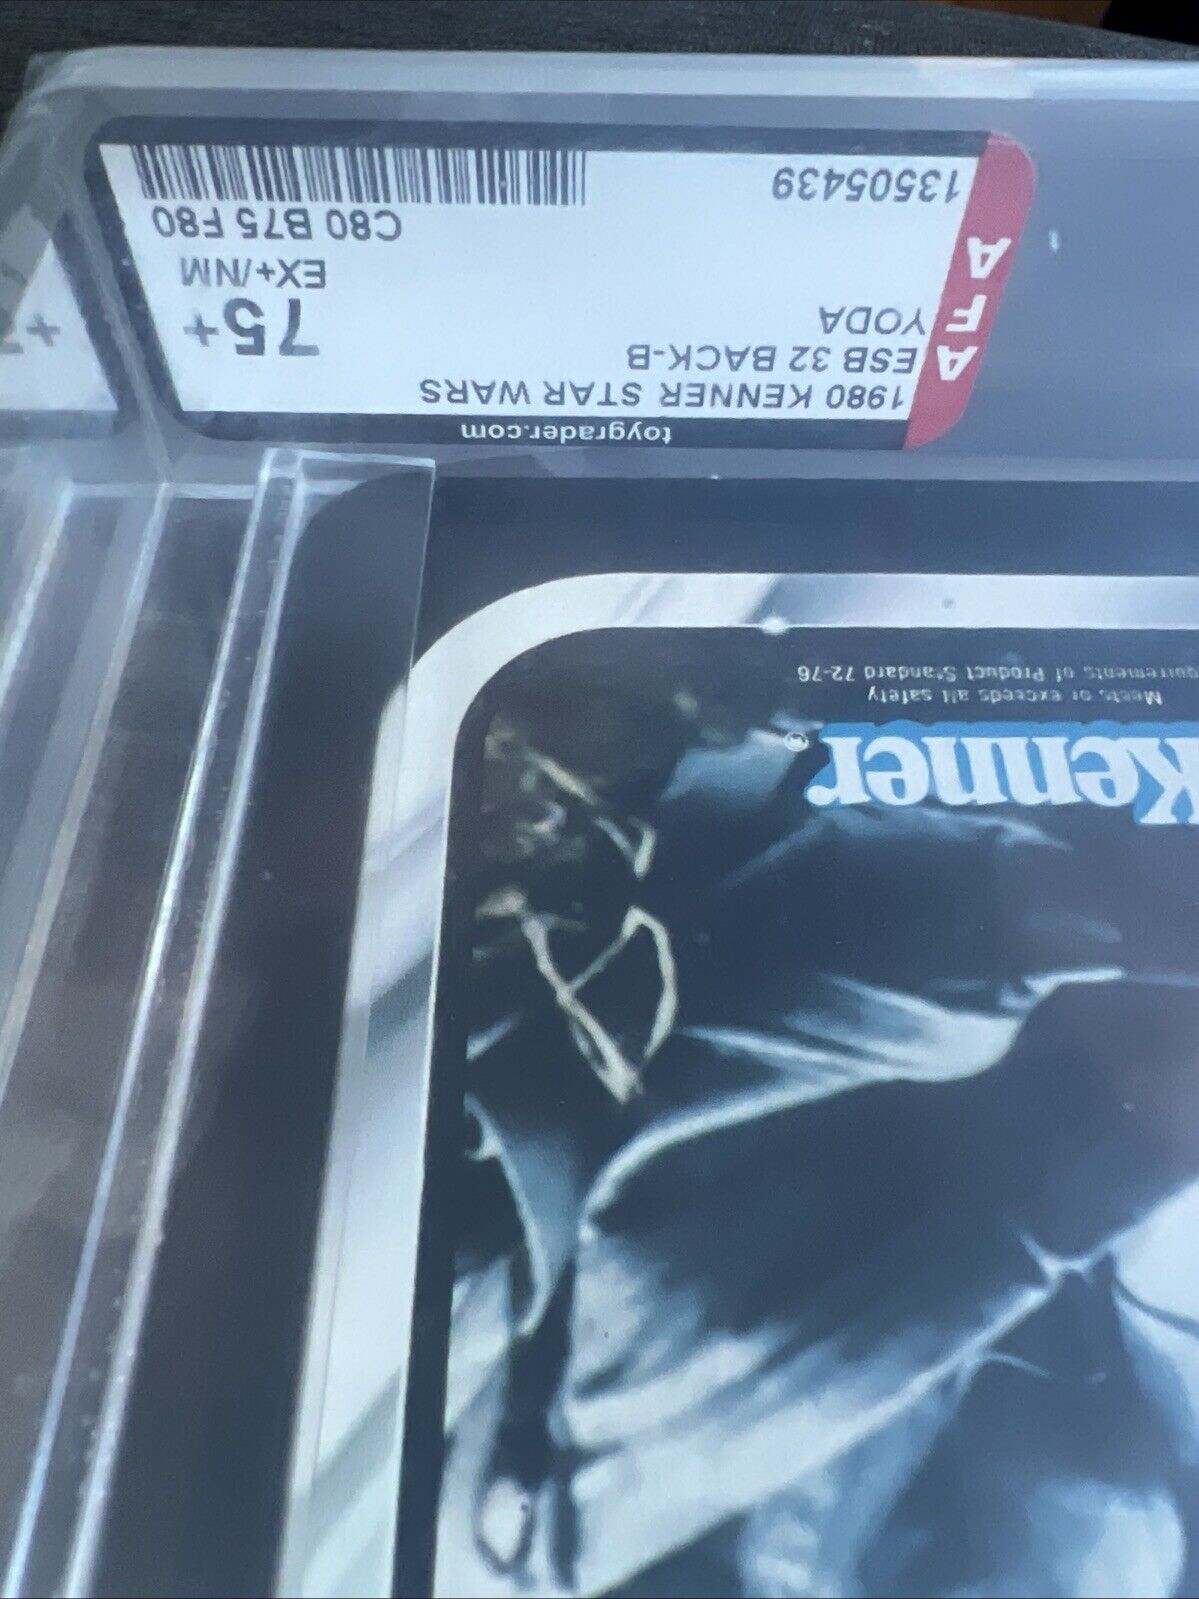 toygrader.com
1980 KENNER STAR WARS
ESB 32 BACK-B
YODA
75+
EX+/NM
C80 B75 F80
13505439
AFA
Kenner®
Meets or exceeds all safety
of Product Standard 72-76